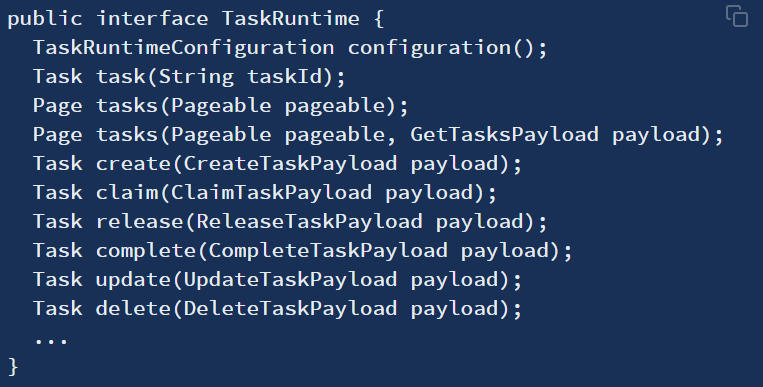 public interface TaskRuntime {
  TaskRuntimeConfiguration configuration();
  Task task(String taskId);
  Page tasks(Pageable pageable);
  Page tasks(Pageable pageable, GetTasksPayload payload);
  Task create(CreateTaskPayload payload);
  Task claim(ClaimTaskPayload payload);
  Task release(ReleaseTaskPayload payload);
  Task complete(CompleteTaskPayload payload);
  Task update(UpdateTaskPayload payload);
  Task delete(DeleteTaskPayload payload);
  ...
}